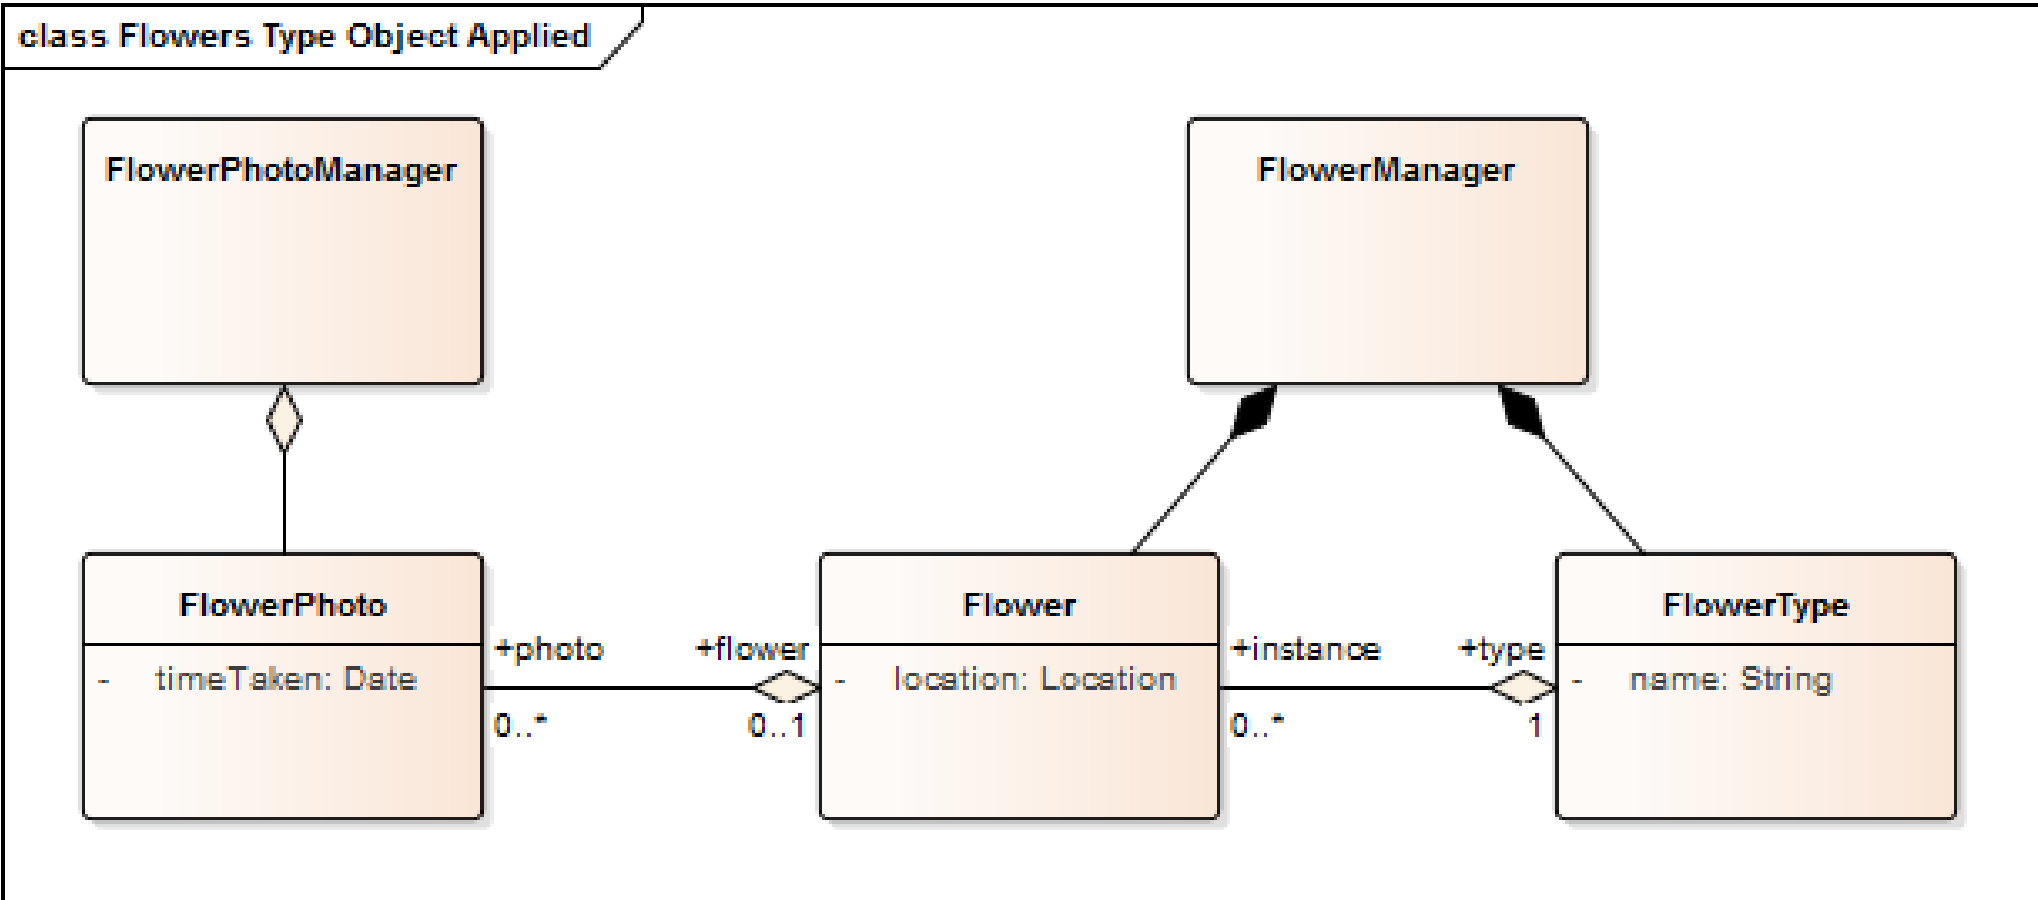 class Flowers Type Object Applied
FlowerPhotoManager
FlowerManager
FlowerPhoto
- timeTaken: Date
+photo
0..*
+flower
0..1
Flower
- location: Location
+instance
0..*
+type
1
FlowerType
- name: String